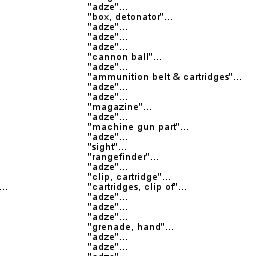 "adze"...
"box, detonator"...
"adze"...
"adze"...
"adze"...
"cannon ball"...
"adze"...
"ammunition belt & cartridges"...
"adze"...
"adze"...
"magazine"...
"adze"...
"machine gun part"...
"adze"...
"sight"...
"rangefinder"...
"adze"...
"clip, cartridge"...
... "cartridges, clip of"...
"adze"...
"adze"...
"adze"...
"grenade, hand"...
"adze"...
"adze"...